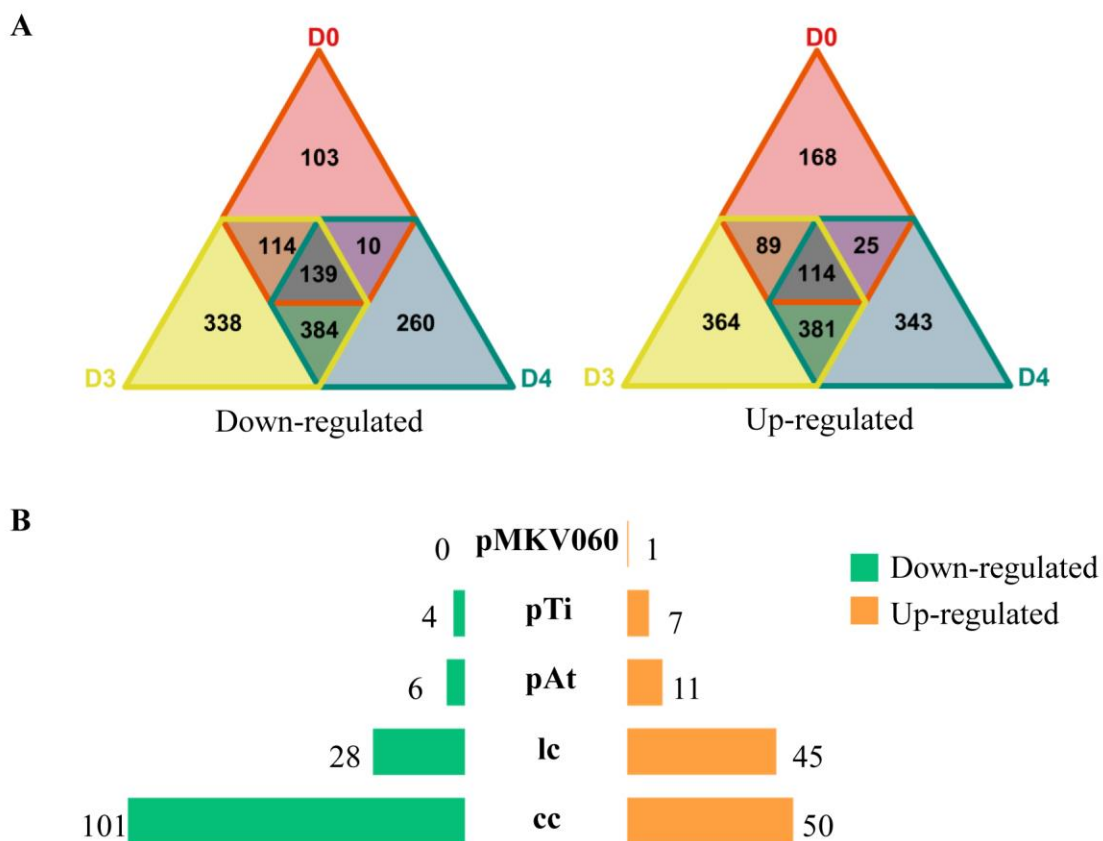 A
D0
D0
103
168
114
10
89
25
139
114
338
384
260
364
381
343
D3
D4
D3
D4
Down-regulated
Up-regulated
B
0 pMKV060 1
4 pTi 7
6 pAt 11
28 lc 45
101 cc 50
Down-regulated
Up-regulated